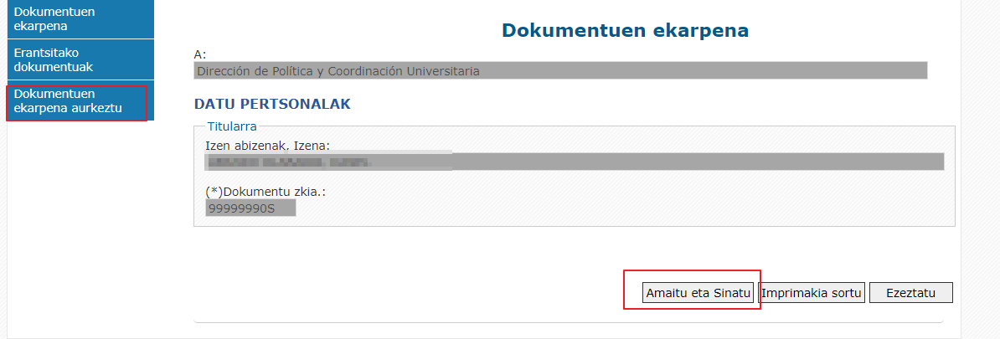 Dokumentuen
ekarpena
Erantsitako
dokumentuak
Dokumentuen
ekarpena aurkeztu
Dokumentuen ekarpena
A:
Dirección de Política y Coordinación Universitaria
DATU PERTSONALAK
Titularra
Izen abizenak, Izena:
(*)Dokumentu zkia.:
99999990S
Amaitu eta Sinatu
Imprimakia sortu
Ezeztatu